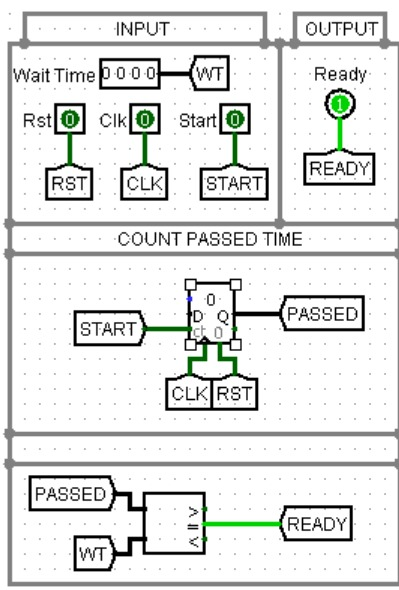 INPUT
OUTPUT
Wait Time 0 0 0 0 WT
Ready
1
Rst 0 Clk 0 Start 0
RST CLK START
READY
COUNT PASSED TIME
0
D Q
ct 0
START
PASSED
CLK RST
PASSED
WT
>
=
<
READY